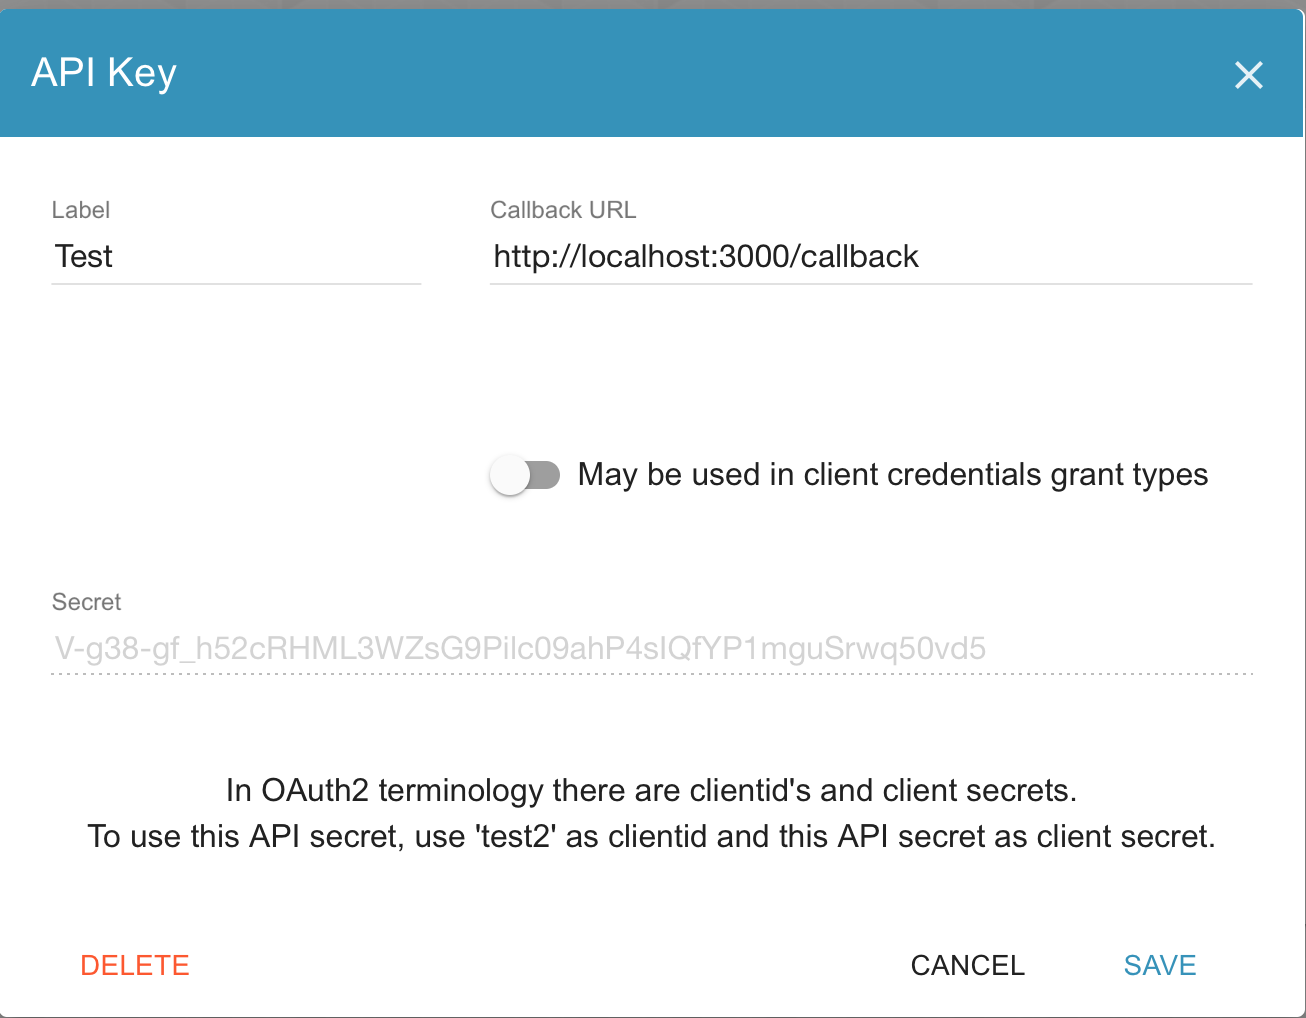 API Key
Label
Callback URL
Test
http://localhost:3000/callback
May be used in client credentials grant types
Secret
V-g38-gf_h52cRHML3WZsG9Pilc09ahP4sIQfYP1mguSrwq50vd5
In OAuth2 terminology there are clientid's and client secrets.
To use this API secret, use 'test2' as clientid and this API secret as client secret.
DELETE
CANCEL
SAVE